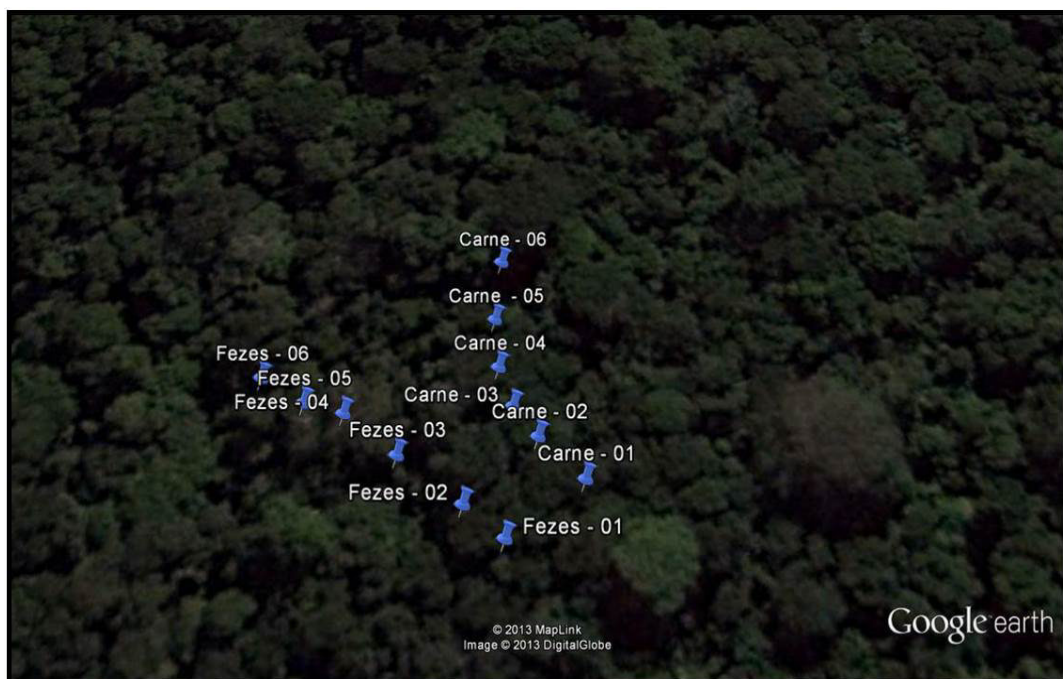 Carne - 06
Carne - 05
Carne - 04
Fezes - 06
Fezes - 05
Carne - 03
Fezes - 04
Carne - 02
Fezes - 03
Carne - 01
Fezes - 02
Fezes - 01
© 2013 MapLink
Image © 2013 DigitalGlobe
Google earth